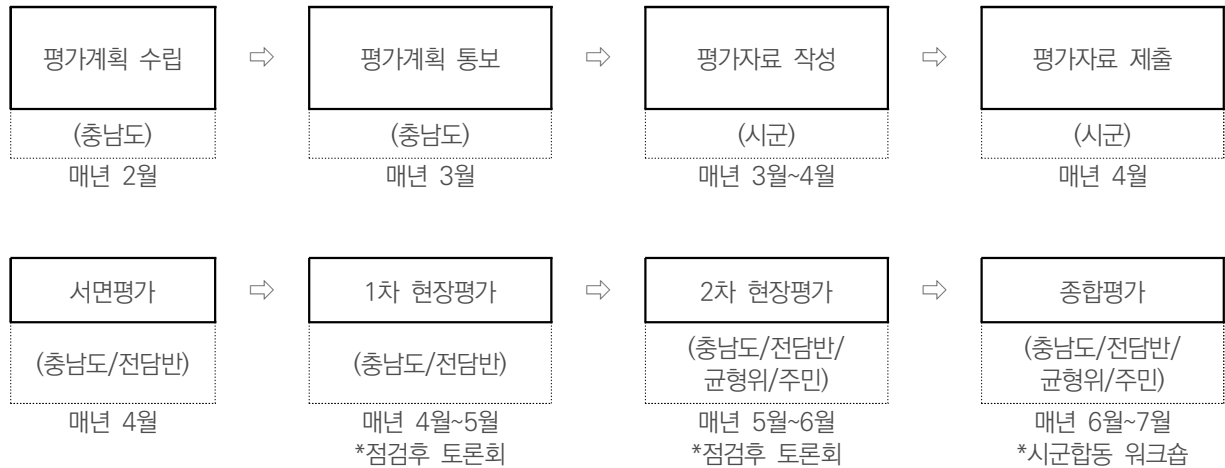 평가계획 수립 ⇨ 평가계획 통보 ⇨ 평가자료 작성 ⇨ 평가자료 제출
(충남도) (충남도) (시군) (시군)
매년 2월 매년 3월 매년 3월~4월 매년 4월
서면평가 ⇨ 1차 현장평가 ⇨ 2차 현장평가 ⇨ 종합평가
(충남도/전담반) (충남도/전담반) (충남도/전담반/ (충남도/전담반/
균형위/주민) 균형위/주민)
매년 4월 매년 4월~5월 매년 5월~6월 매년 6월~7월
*점검후 토론회 *점검후 토론회 *시군합동 워크숍